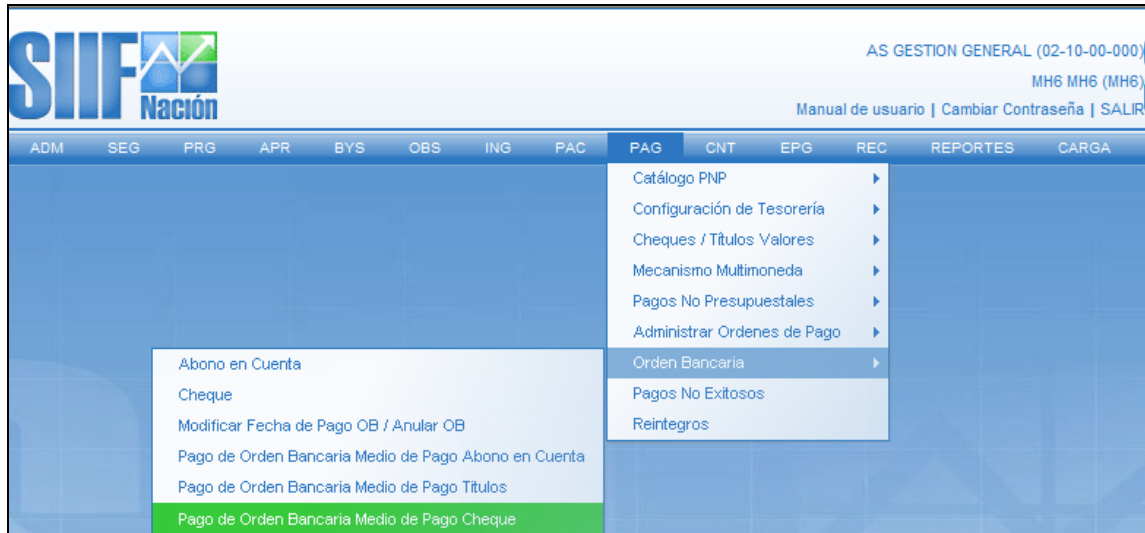 SIIF
Nación
AS GESTION GENERAL (02-10-00-000)
MH6 MH6 (MH6)
Manual de usuario | Cambiar Contraseña | SALIR
ADM SEG PRG APR BYS OBS ING PAC PAG CNT EPG REC REPORTES CARGA
Catálogo PNP
Configuración de Tesorería
Cheques / Títulos Valores
Mecanismo Multimoneda
Pagos No Presupuestales
Administrar Ordenes de Pago
Orden Bancaria
Pagos No Exitosos
Reintegros
Abono en Cuenta
Cheque
Modificar Fecha de Pago OB / Anular OB
Pago de Orden Bancaria Medio de Pago Abono en Cuenta
Pago de Orden Bancaria Medio de Pago Titulos
Pago de Orden Bancaria Medio de Pago Cheque